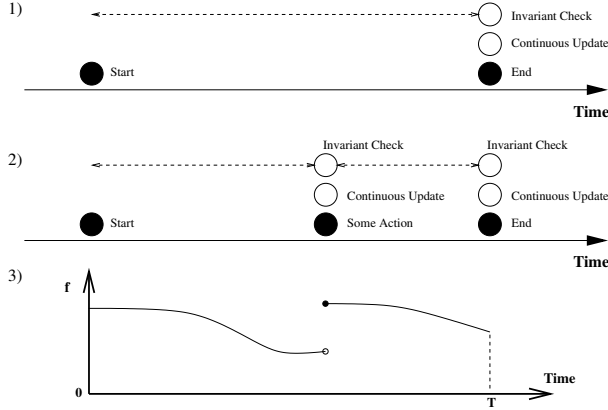 1)
Invariant Check
Continuous Update
Start
End
Time
Invariant Check
Invariant Check
2)
Continuous Update
Continuous Update
Start
Some Action
End
Time
3)
f
Time
0
T